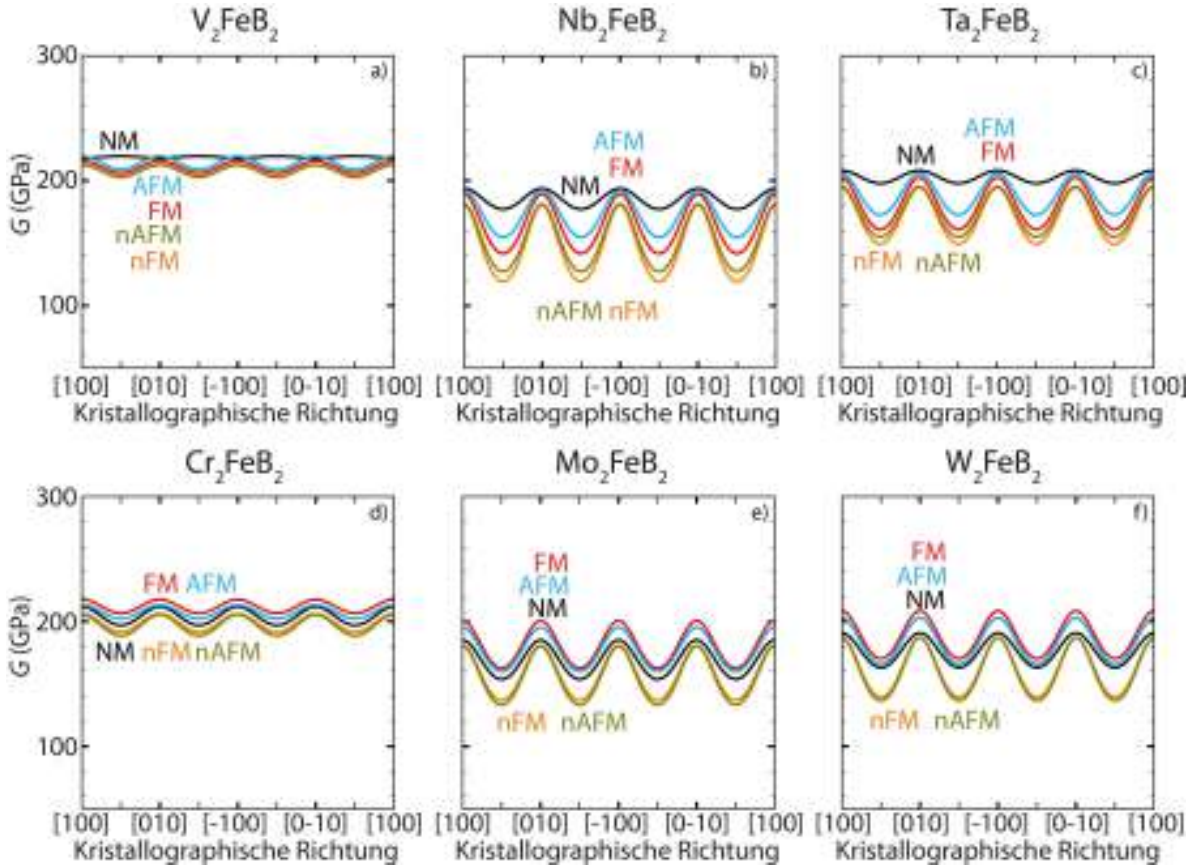 V₂FeB₂
Nb₂FeB₂
Ta₂FeB₂
300
200
100
G (GPa)
a)
NM
AFM
FM
nAFM
nFM
[100] [010] [-100] [0-10] [100]
Kristallographische Richtung
b)
AFM
FM
NM
nAFM nFM
[100] [010] [-100] [0-10] [100]
Kristallographische Richtung
c)
AFM
NM FM
nFM nAFM
[100] [010] [-100] [0-10] [100]
Kristallographische Richtung
Cr₂FeB₂
Mo₂FeB₂
W₂FeB₂
300
200
100
G (GPa)
d)
FM AFM
NM nFM nAFM
[100] [010] [-100] [0-10] [100]
Kristallographische Richtung
e)
FM
AFM
NM
nFM nAFM
[100] [010] [-100] [0-10] [100]
Kristallographische Richtung
f)
FM
AFM
NM
nFM nAFM
[100] [010] [-100] [0-10] [100]
Kristallographische Richtung